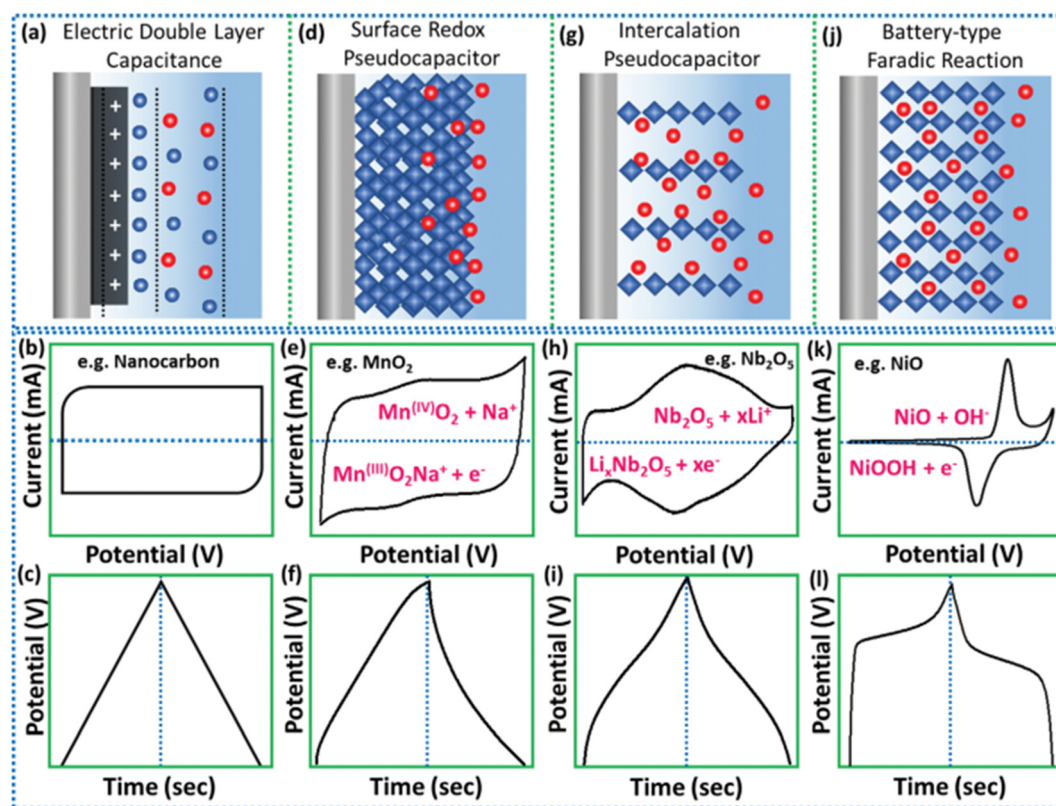 (a) Electric Double Layer
Capacitance
(d) Surface Redox
Pseudocapacitor
(g) Intercalation
Pseudocapacitor
(j) Battery-type
Faradic Reaction
+
+
+
+
+
+
+
(b) e.g. Nanocarbon
Current (mA)
Potential (V)
(e) e.g. MnO₂
Mn⁽ᴵⱽ⁾O₂ + Na⁺
Mn⁽ᴵᴵᴵ⁾O₂Na⁺ + e⁻
Current (mA)
Potential (V)
(h) e.g. Nb₂O₅
Nb₂O₅ + xLi⁺
LiₓNb₂O₅ + xe⁻
Current (mA)
Potential (V)
(k) e.g. NiO
NiO + OH⁻
NiOOH + e⁻
Current (mA)
Potential (V)
(c)
Potential (V)
Time (sec)
(f)
Potential (V)
Time (sec)
(i)
Potential (V)
Time (sec)
(l)
Potential (V)
Time (sec)